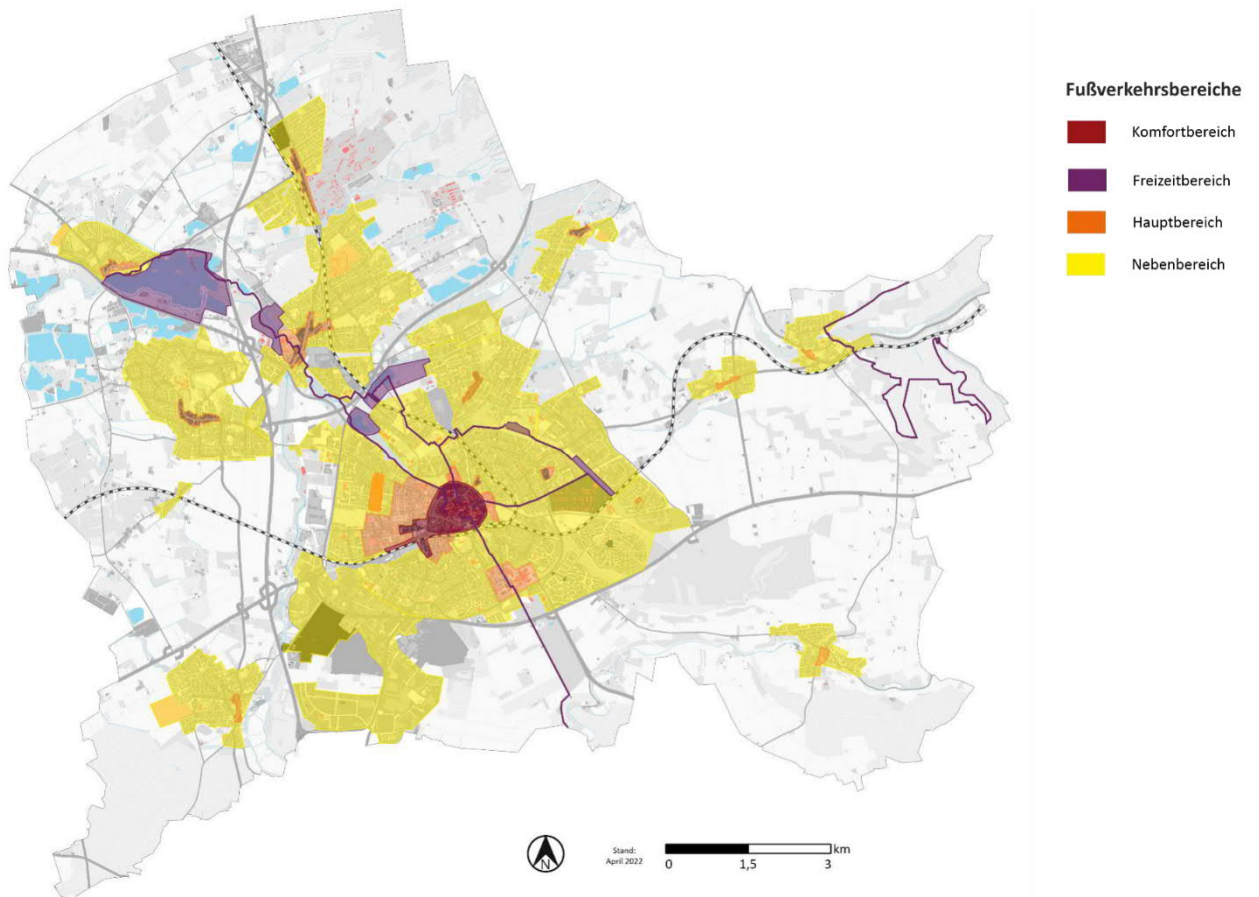 Fußverkehrsbereiche
Komfortbereich
Freizeitbereich
Hauptbereich
Nebenbereich
N
Stand:
April 2022
km
0 1,5 3